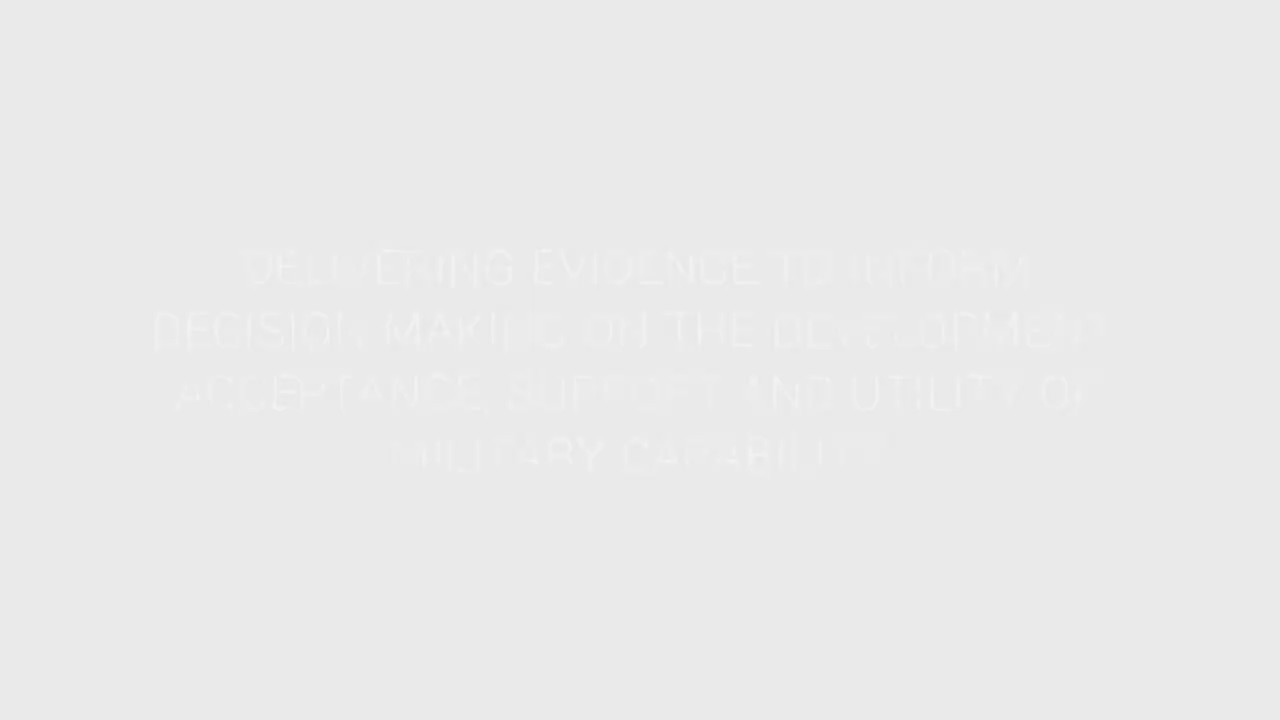 DELIVERING EVIDENCE TO INFORM
DECISION MAKING ON THE DEVELOPMENT
ACCEPTANCE, SUPPORT AND UTILITY OF
MILITARY CAPABILITY